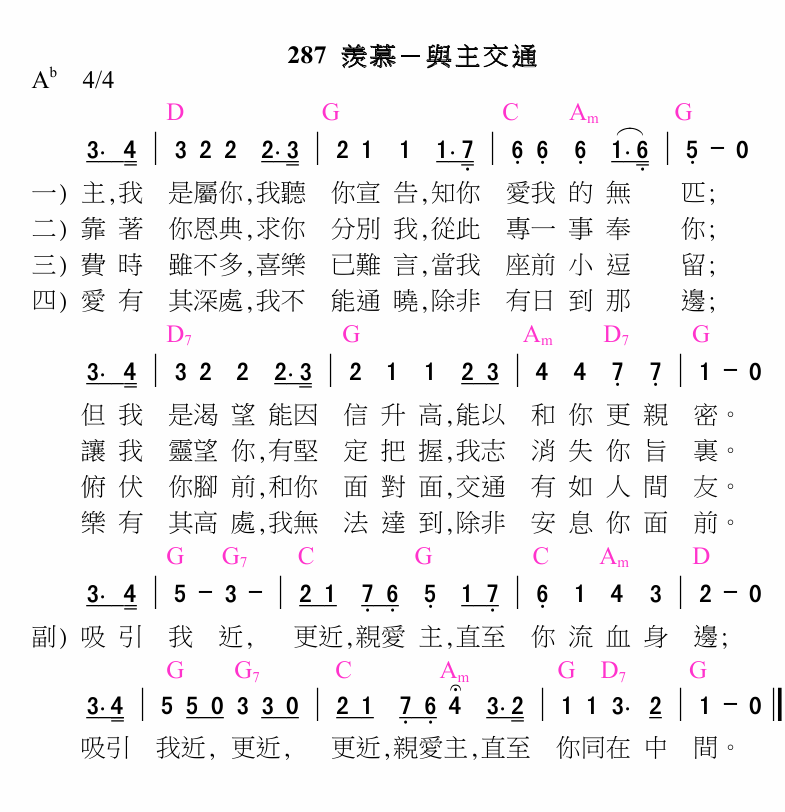 287 羨慕－與主交通
A♭ 4/4
D G C Am G
3· 4 | 3 2 2 2·3 | 2 1 1 1·7 | 6 6 6 1·6 | 5 － 0
一) 主,我 是屬你,我聽 你宣 告,知你 愛我 的 無 匹;
二) 靠 著 你恩典,求你 分別 我,從此 專一 事 奉 你;
三) 費 時 雖不多,喜樂 已難 言,當我 座前 小 逗 留;
四) 愛 有 其深處,我不 能通 曉,除非 有日 到 那 邊;
D7 G Am D7 G
3· 4 | 3 2 2 2·3 | 2 1 1 2 3 | 4 4 7 7 | 1 － 0
但 我 是渴 望 能因 信 升 高,能以 和 你 更 親 密。
讓 我 靈望 你,有堅 定 把 握,我志 消 失 你 旨 裏。
俯 伏 你腳 前,和你 面 對 面,交通 有 如 人 間 友。
樂 有 其高 處,我無 法 達 到,除非 安 息 你 面 前。
G G7 C G C Am D
3· 4 | 5 － 3 － | 2 1 7 6 5 1 7 | 6 1 4 3 | 2 － 0
副) 吸 引 我 近, 更近,親愛 主,直至 你 流 血 身 邊;
G G7 C Am G D7 G
3·4 | 5 5 0 3 3 0 | 2 1 7 6 4 3·2 | 1 1 3· 2 | 1 － 0
吸引 我近, 更近, 更近,親愛主,直至 你同在 中 間。